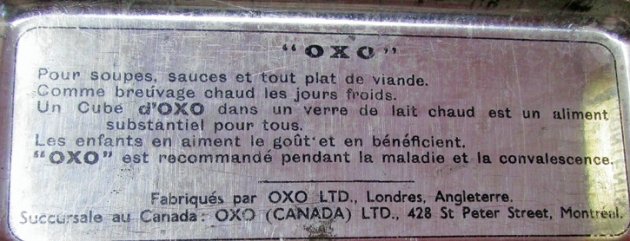 "OXO"
Pour soupes, sauces et tout plat de viande.
Comme breuvage chaud les jours froids.
Un Cube d'OXO dans un verre de lait chaud est un aliment
substantiel pour tous.
Les enfants en aiment le goût et en bénéficient.
"OXO" est recommandé pendant la maladie et la convalescence.
Fabriqués par OXO LTD., Londres, Angleterre.
Succursale au Canada: OXO (CANADA) LTD., 428 St Peter Street, Montréal.